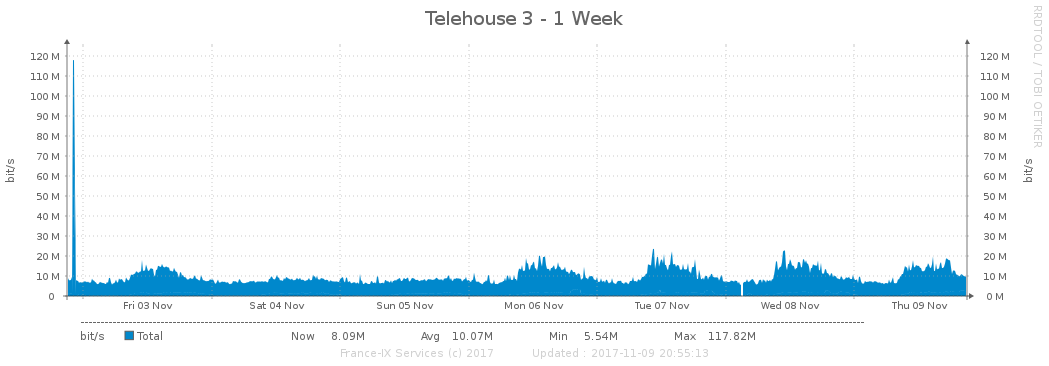 Telehouse 3 - 1 Week
RRDTOOL / TOBI OETIKER
bit/s
120 M 120 M
110 M 110 M
100 M 100 M
90 M 90 M
80 M 80 M
70 M 70 M
60 M 60 M
50 M 50 M
40 M 40 M
30 M 30 M
20 M 20 M
10 M 10 M
0 0 M
bit/s
Fri 03 Nov Sat 04 Nov Sun 05 Nov Mon 06 Nov Tue 07 Nov Wed 08 Nov Thu 09 Nov
bit/s Total Now 8.09M Avg 10.07M Min 5.54M Max 117.82M
France-IX Services (c) 2017 Updated : 2017-11-09 20:55:13